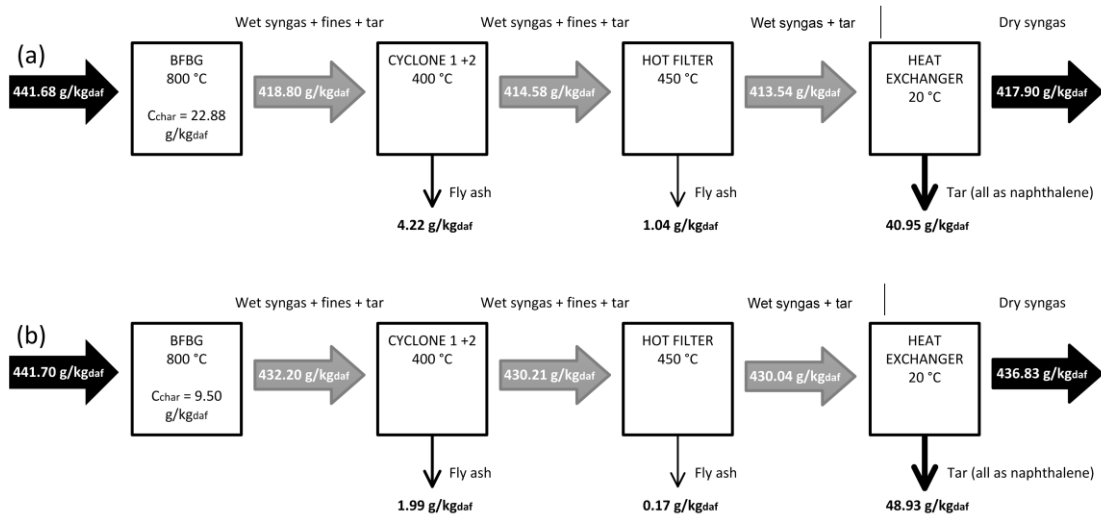 Wet syngas + fines + tar
Wet syngas + fines + tar
Wet syngas + tar
Dry syngas
(a)
441.68 g/kgdaf
BFBG
800 °C
Cchar = 22.88
g/kgdaf
418.80 g/kgdaf
CYCLONE 1 +2
400 °C
414.58 g/kgdaf
HOT FILTER
450 °C
413.54 g/kgdaf
HEAT
EXCHANGER
20 °C
417.90 g/kgdaf
Fly ash
4.22 g/kgdaf
Fly ash
1.04 g/kgdaf
Tar (all as naphthalene)
40.95 g/kgdaf
Wet syngas + fines + tar
Wet syngas + fines + tar
Wet syngas + tar
Dry syngas
(b)
441.70 g/kgdaf
BFBG
800 °C
Cchar = 9.50
g/kgdaf
432.20 g/kgdaf
CYCLONE 1 +2
400 °C
430.21 g/kgdaf
HOT FILTER
450 °C
430.04 g/kgdaf
HEAT
EXCHANGER
20 °C
436.83 g/kgdaf
Fly ash
1.99 g/kgdaf
Fly ash
0.17 g/kgdaf
Tar (all as naphthalene)
48.93 g/kgdaf